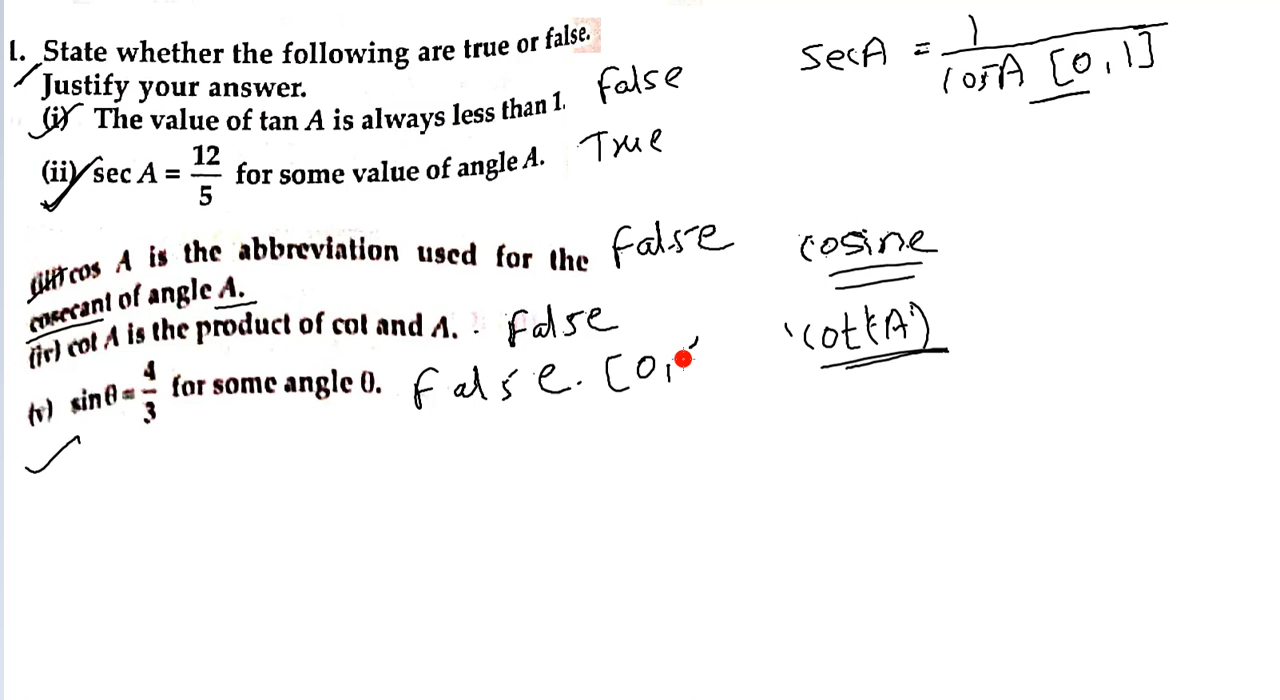 1. State whether the following are true or false.
Justify your answer.
(i) The value of tan A is always less than 1. false
(ii) sec A = 12/5 for some value of angle A. True
secA = 1/cosA [0,1]
cos A is the abbreviation used for the false cosine
cosecant of angle A.
(iv) cot A is the product of cot and A. False 'cot(A')
(v) sinθ = 4/3 for some angle θ. false. [0,